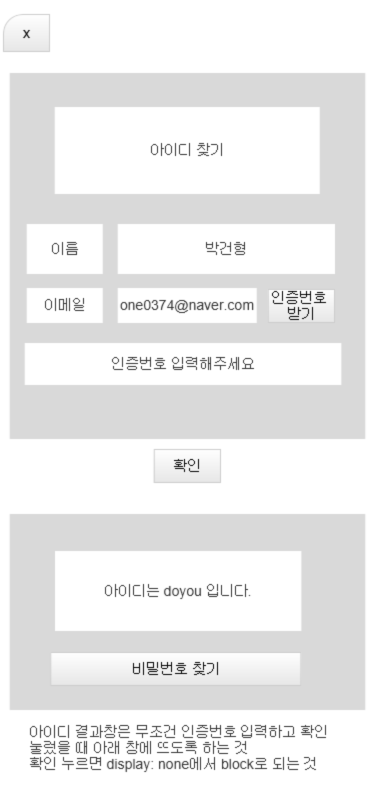 x
아이디 찾기
이름
박건형
이메일
one0374@naver.com
인증번호
받기
인증번호 입력해주세요
확인
아이디는 doyou 입니다.
비밀번호 찾기
아이디 결과창은 무조건 인증번호 입력하고 확인
눌렀을 때 아래 창에 뜨도록 하는 것
확인 누르면 display: none에서 block로 되는 것